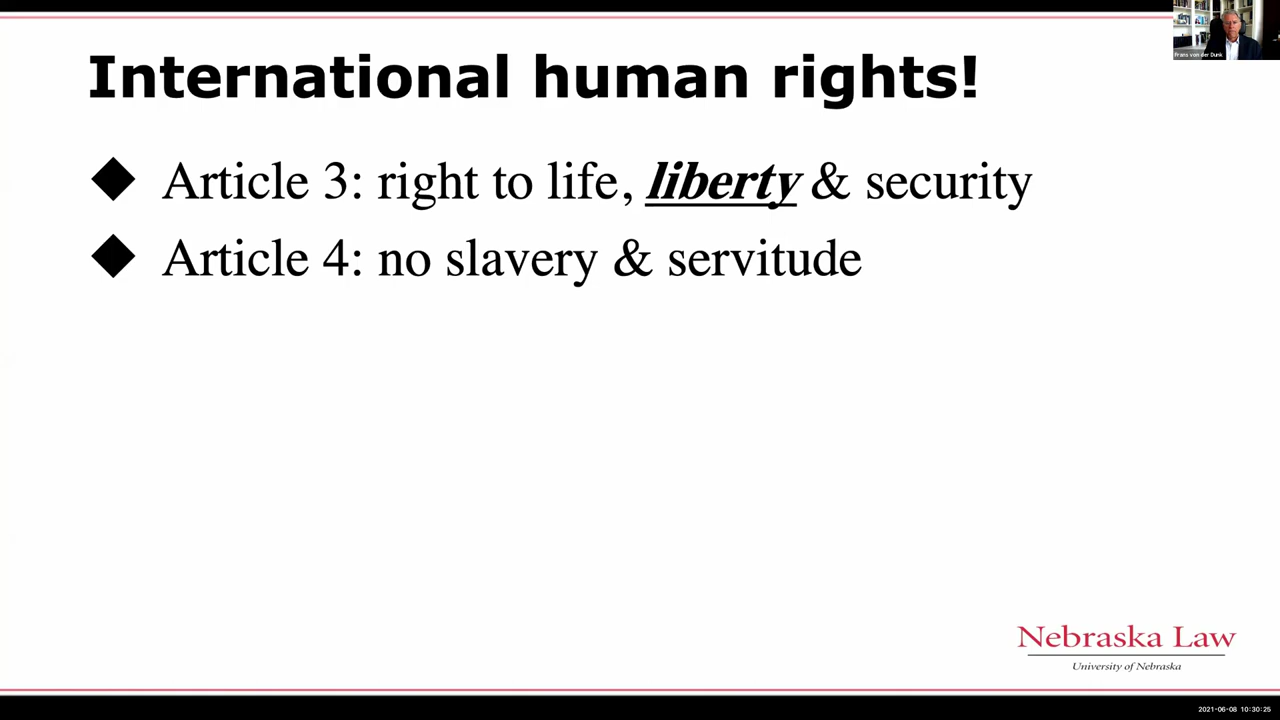 Frans von der Dunk
International human rights!
◆ Article 3: right to life, liberty & security
◆ Article 4: no slavery & servitude
Nebraska Law
University of Nebraska
2021-06-08 10:30:25